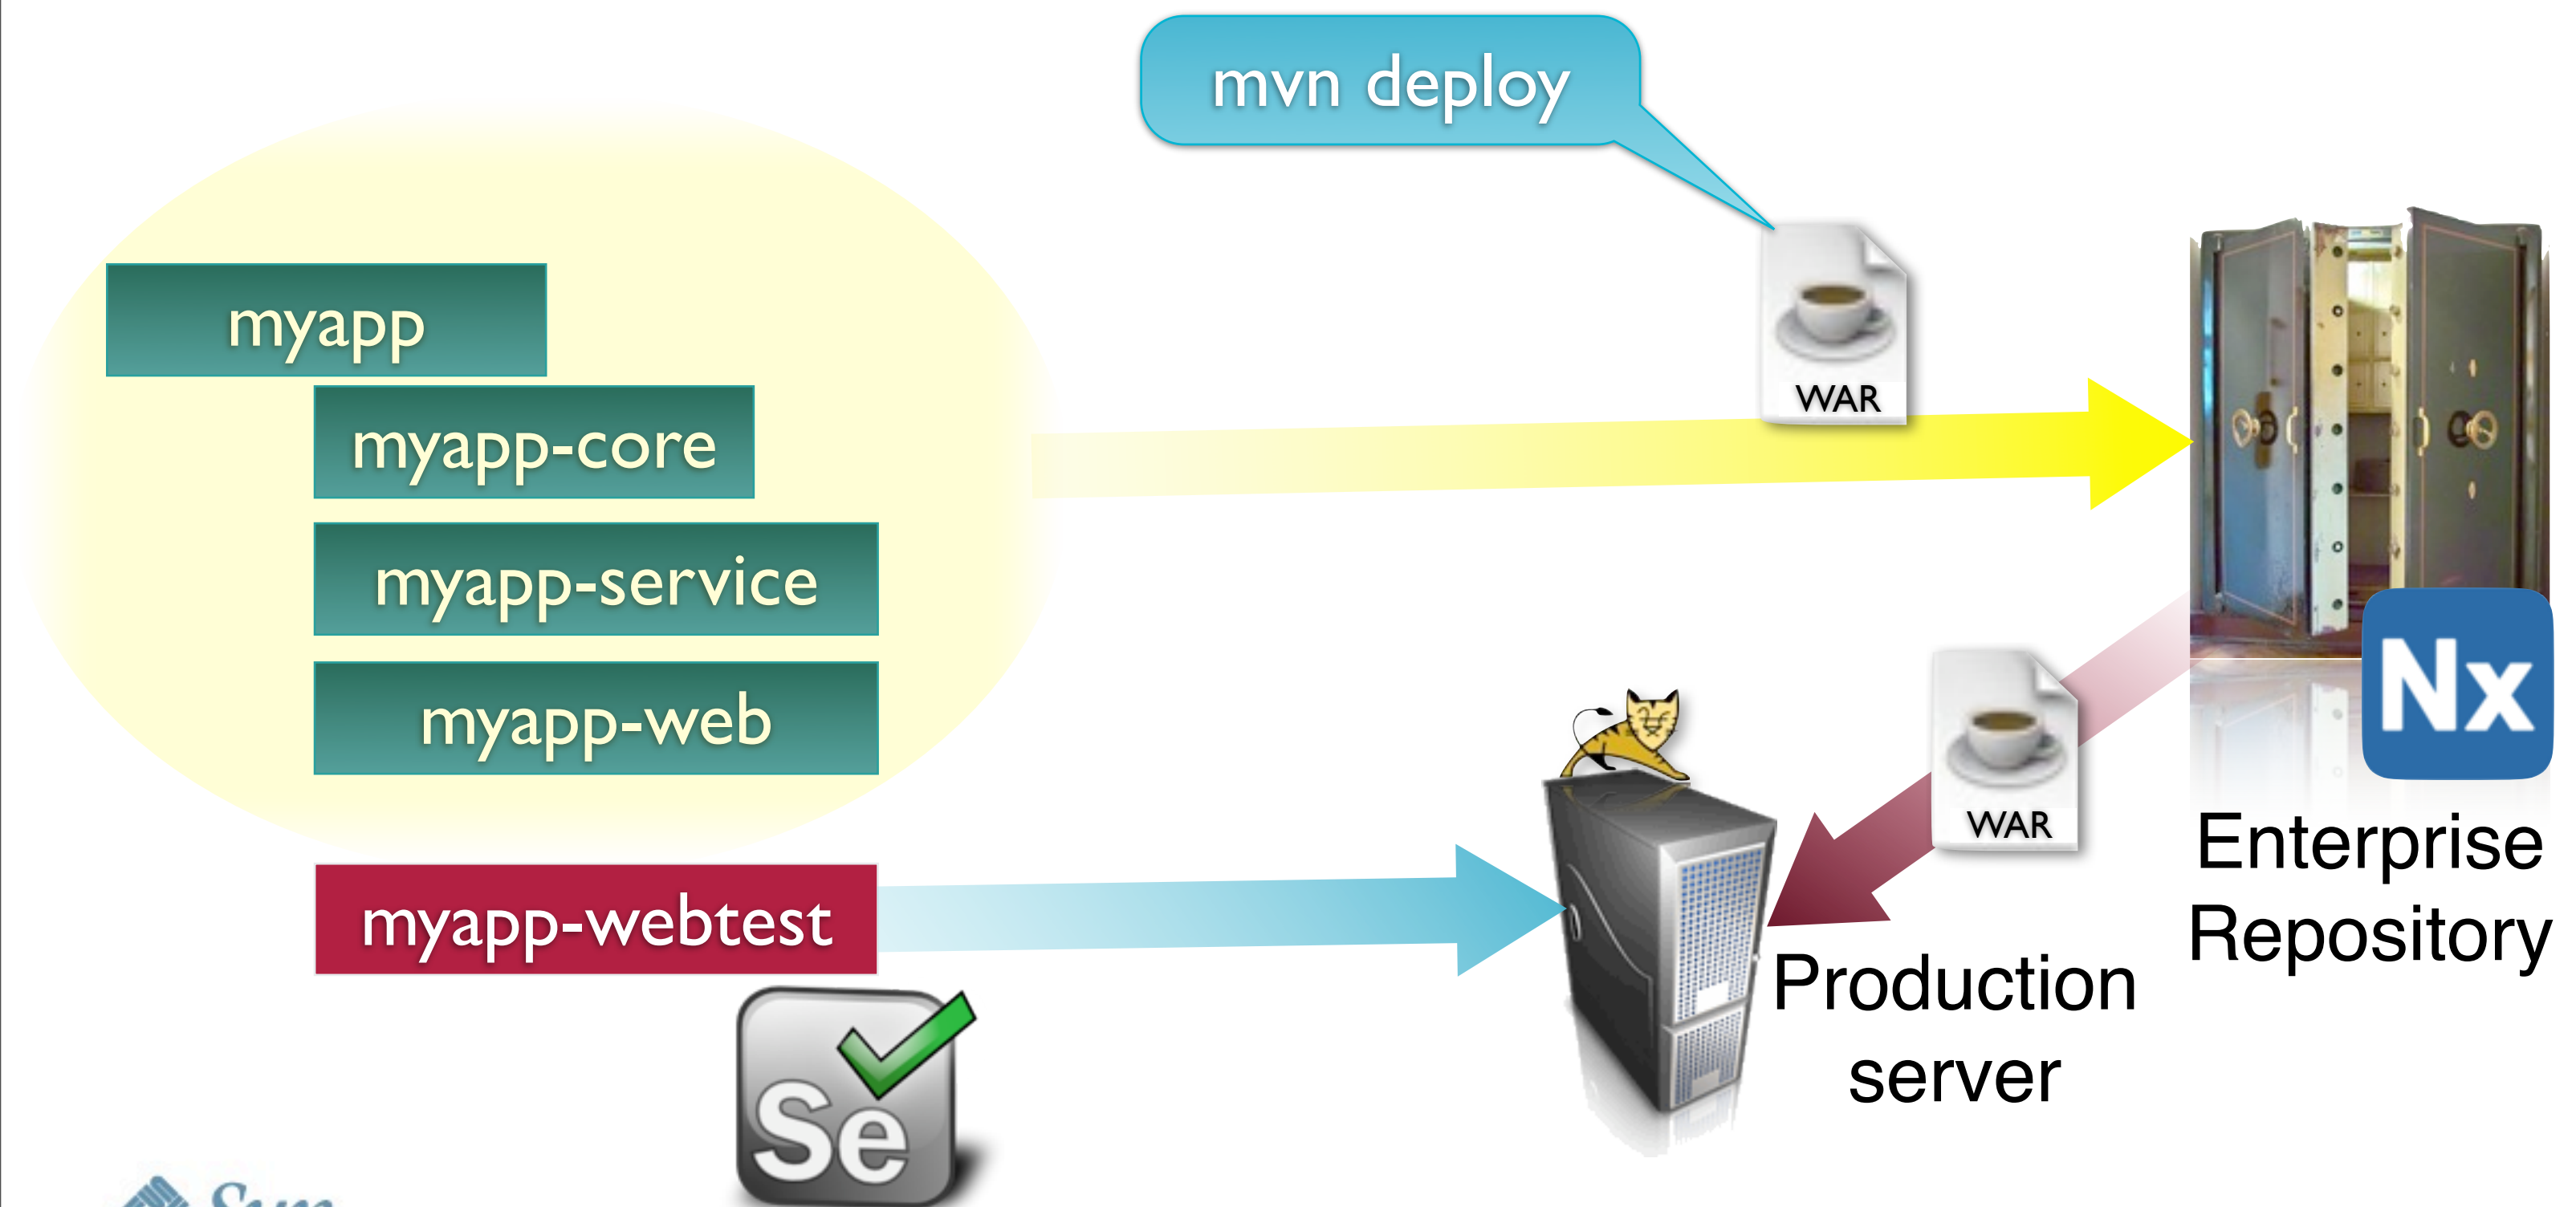 mvn deploy
myapp
myapp-core
myapp-service
myapp-web
myapp-webtest
WAR
WAR
Nx
Enterprise
Repository
Production
server
Se
Sun